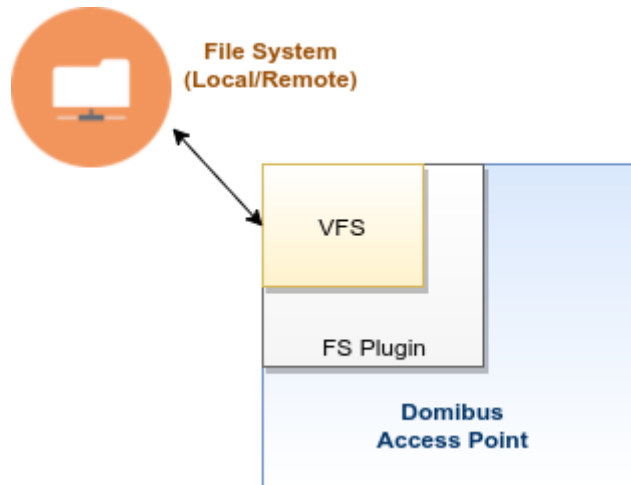 File System
(Local/Remote)
VFS
FS Plugin
Domibus
Access Point